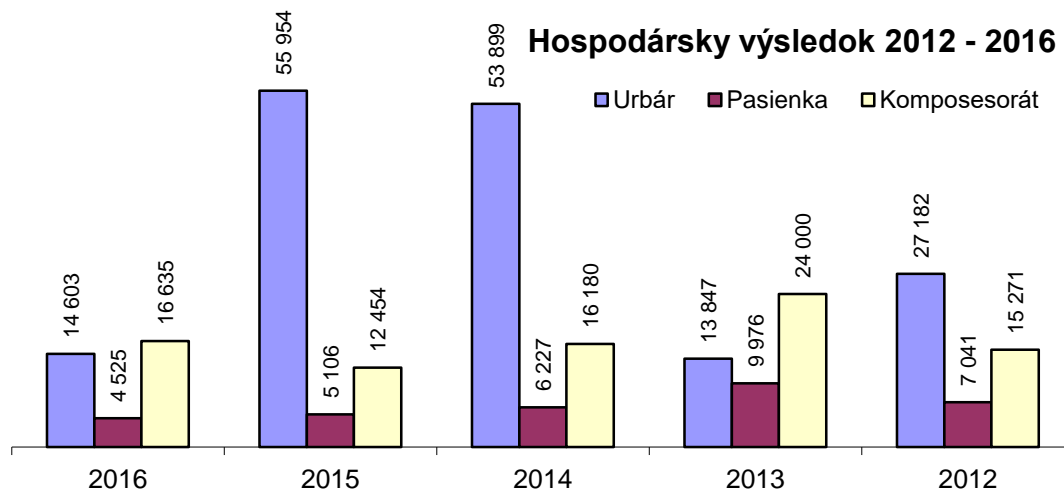 Hospodársky výsledok 2012 - 2016
Urbár Pasienka Komposesorát
14 603 4 525 16 635
55 954 5 106 12 454
53 899 6 227 16 180
13 847 9 976 24 000
27 182 7 041 15 271
2016 2015 2014 2013 2012